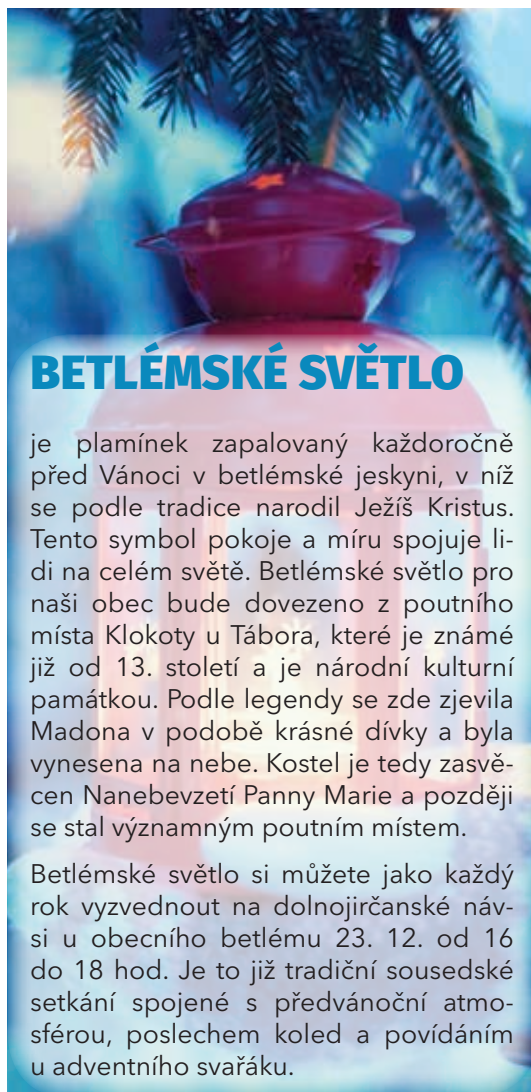 BETLÉMSKÉ SVĚTLO
je plamínek zapalovaný každoročně
před Vánoci v betlémské jeskyni, v níž
se podle tradice narodil Ježíš Kristus.
Tento symbol pokoje a míru spojuje li-
di na celém světě. Betlémské světlo pro
naši obec bude dovezeno z poutního
místa Klokoty u Tábora, které je známé
již od 13. století a je národní kulturní
památkou. Podle legendy se zde zjevila
Madona v podobě krásné dívky a byla
vynesena na nebe. Kostel je tedy zasvě-
cen Nanebevzetí Panny Marie a později
se stal významným poutním místem.
Betlémské světlo si můžete jako každý
rok vyzvednout na dolnojirčanské náv-
si u obecního betlému 23. 12. od 16
do 18 hod. Je to již tradiční sousedské
setkání spojené s předvánoční atmo-
sférou, poslechem koled a povídáním
u adventního svařáku.